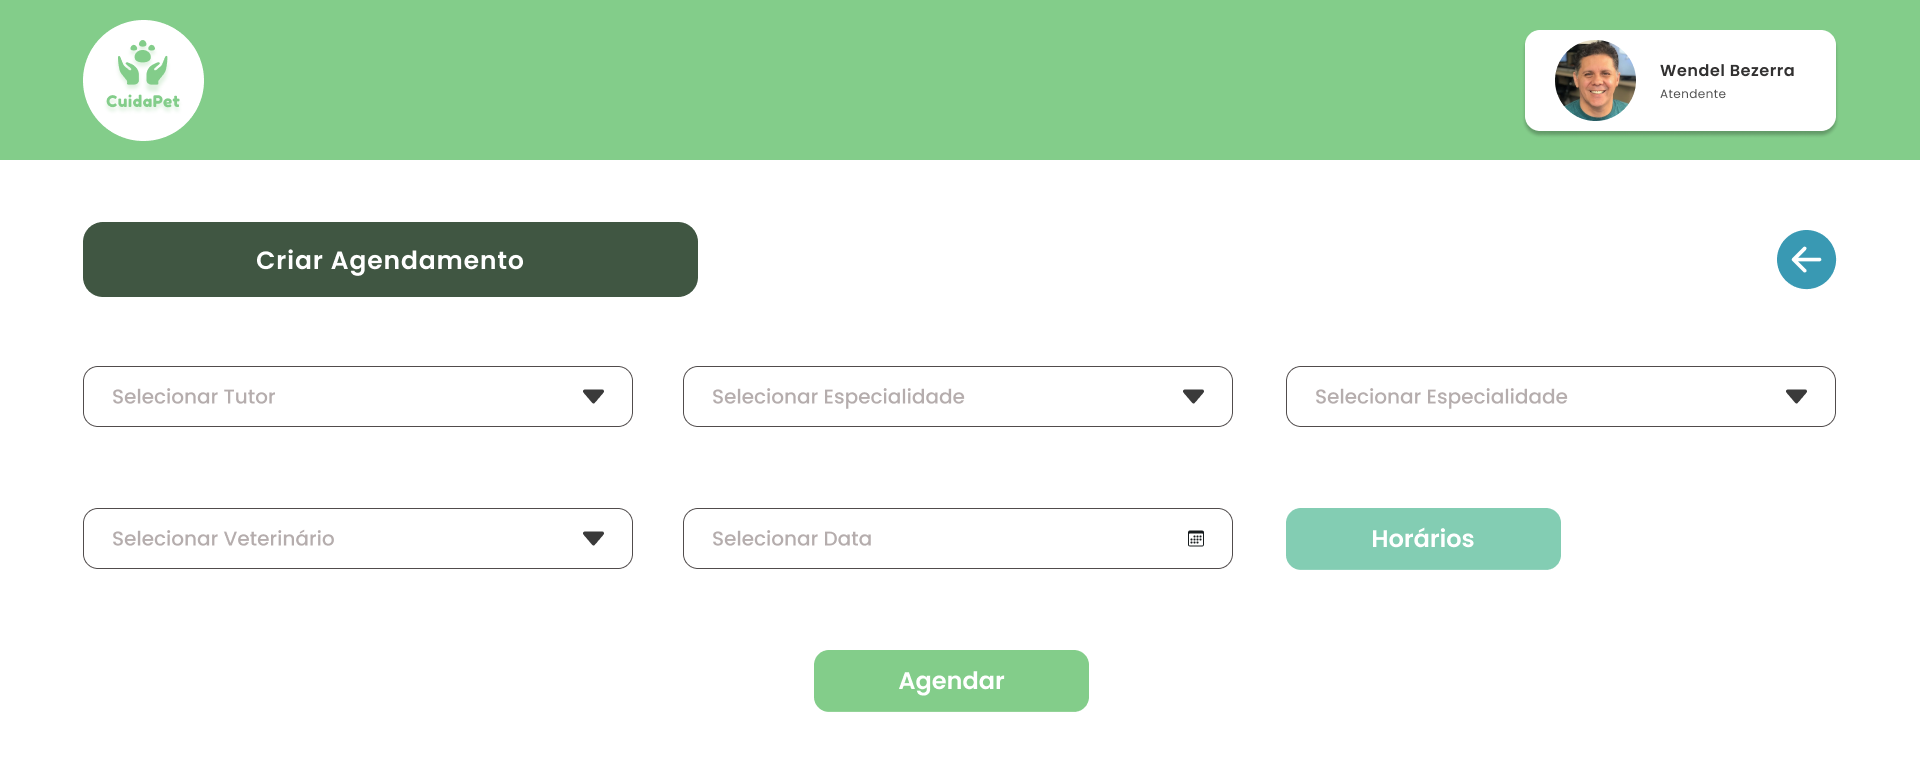 CuidaPet
Wendel Bezerra
Atendente
Criar Agendamento
Selecionar Tutor
Selecionar Especialidade
Selecionar Especialidade
Selecionar Veterinário
Selecionar Data
Horários
Agendar